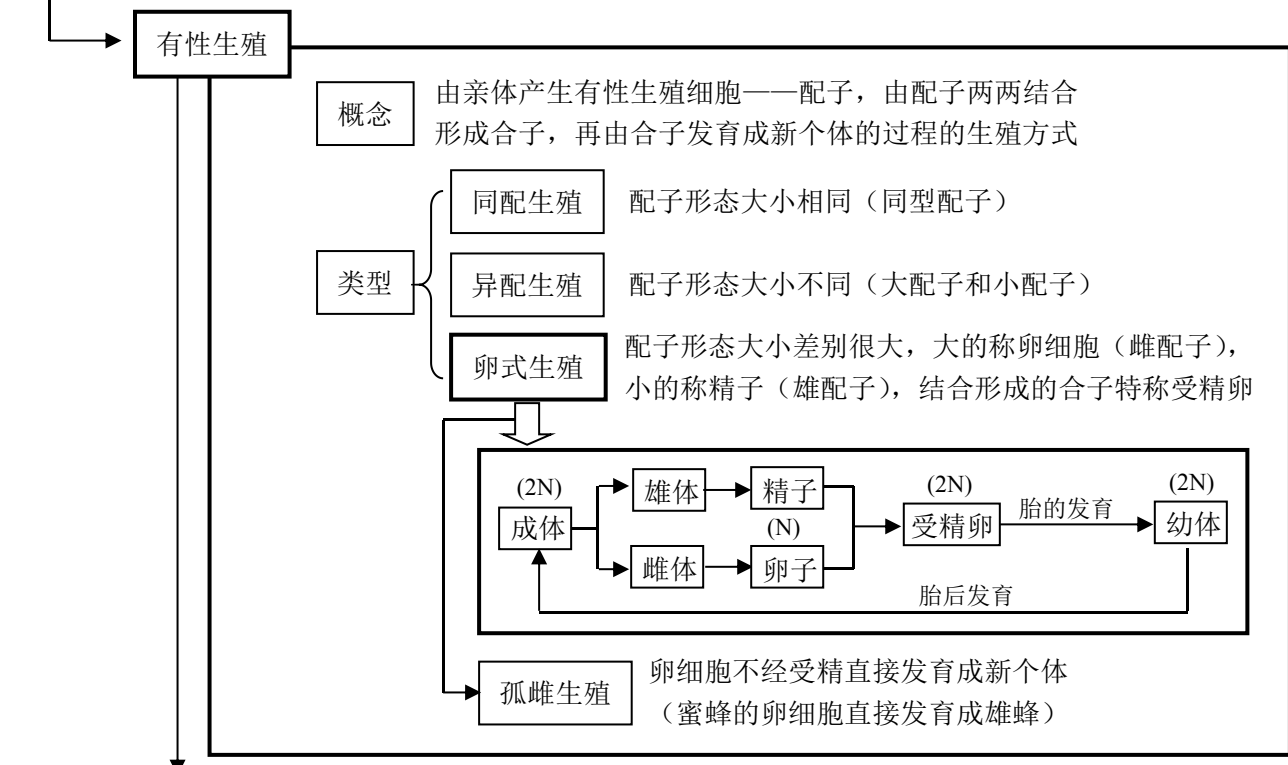 有性生殖
概念
由亲体产生有性生殖细胞——配子，由配子两两结合
形成合子，再由合子发育成新个体的过程的生殖方式
类型
同配生殖
配子形态大小相同（同型配子）
异配生殖
配子形态大小不同（大配子和小配子）
卵式生殖
配子形态大小差别很大，大的称卵细胞（雌配子），
小的称精子（雄配子），结合形成的合子特称受精卵
(2N)
成体
雄体
精子
(N)
雌体
卵子
(2N)
受精卵
胎的发育
(2N)
幼体
胎后发育
孤雌生殖
卵细胞不经受精直接发育成新个体
（蜜蜂的卵细胞直接发育成雄蜂）